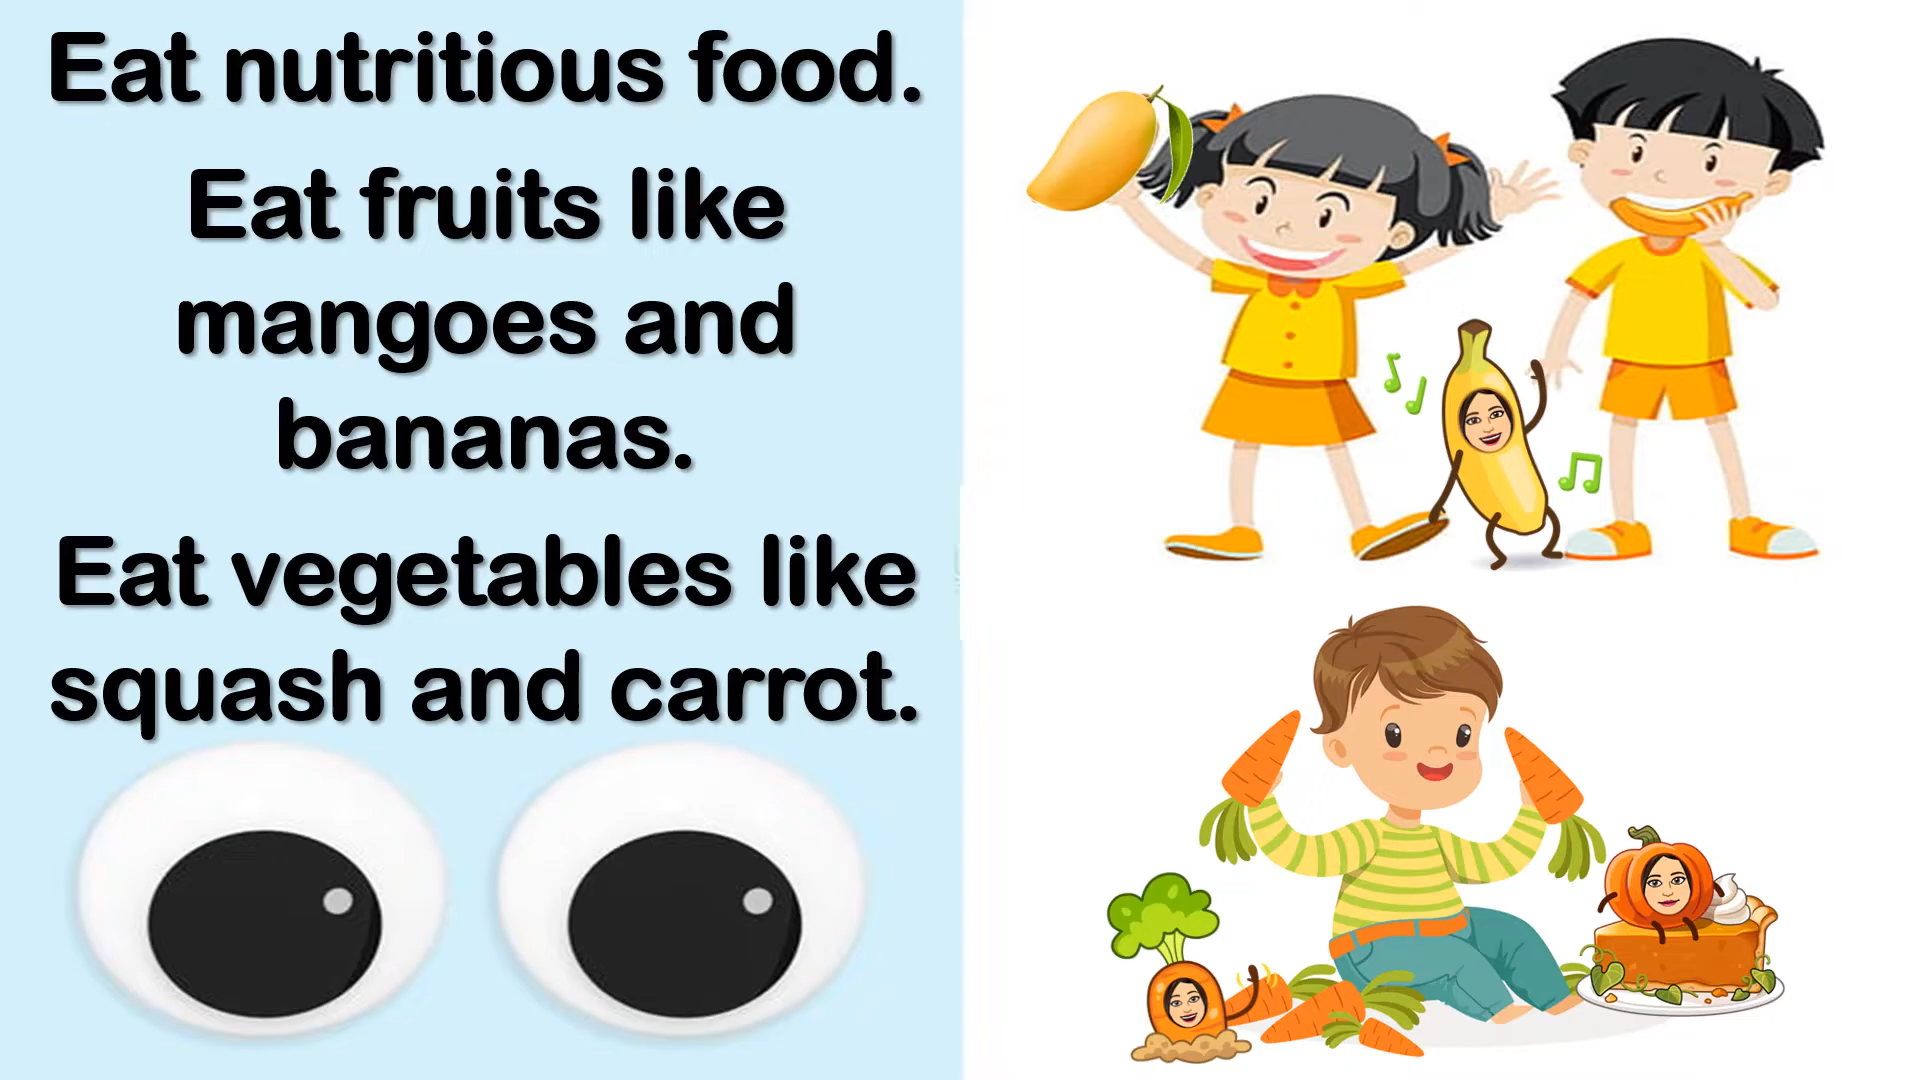 Eat nutritious food.
Eat fruits like
mangoes and
bananas.
Eat vegetables like
squash and carrot.